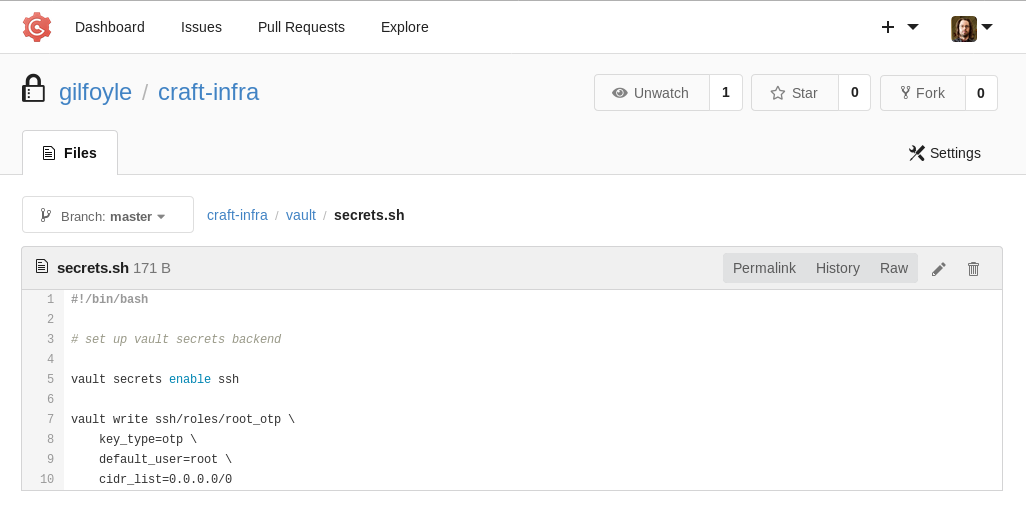 Dashboard Issues Pull Requests Explore
gilfoyle / craft-infra
Unwatch 1 Star 0 Fork 0
Files Settings
Branch: master craft-infra / vault / secrets.sh
secrets.sh 171 B Permalink History Raw
1 #!/bin/bash
2
3 # set up vault secrets backend
4
5 vault secrets enable ssh
6
7 vault write ssh/roles/root_otp \
8     key_type=otp \
9     default_user=root \
10     cidr_list=0.0.0.0/0